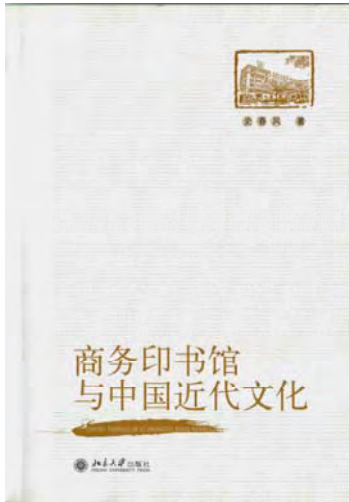 史春风 著
商务印书馆
与中国近代文化
北京大学出版社